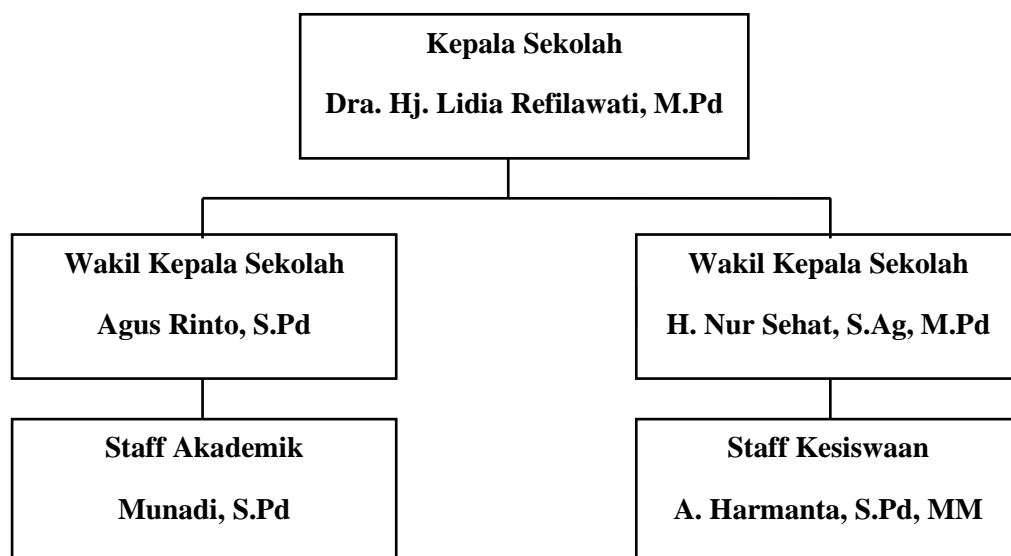 Kepala Sekolah
Dra. Hj. Lidia Refilawati, M.Pd
Wakil Kepala Sekolah
Agus Rinto, S.Pd
Wakil Kepala Sekolah
H. Nur Sehat, S.Ag, M.Pd
Staff Akademik
Munadi, S.Pd
Staff Kesiswaan
A. Harmanta, S.Pd, MM